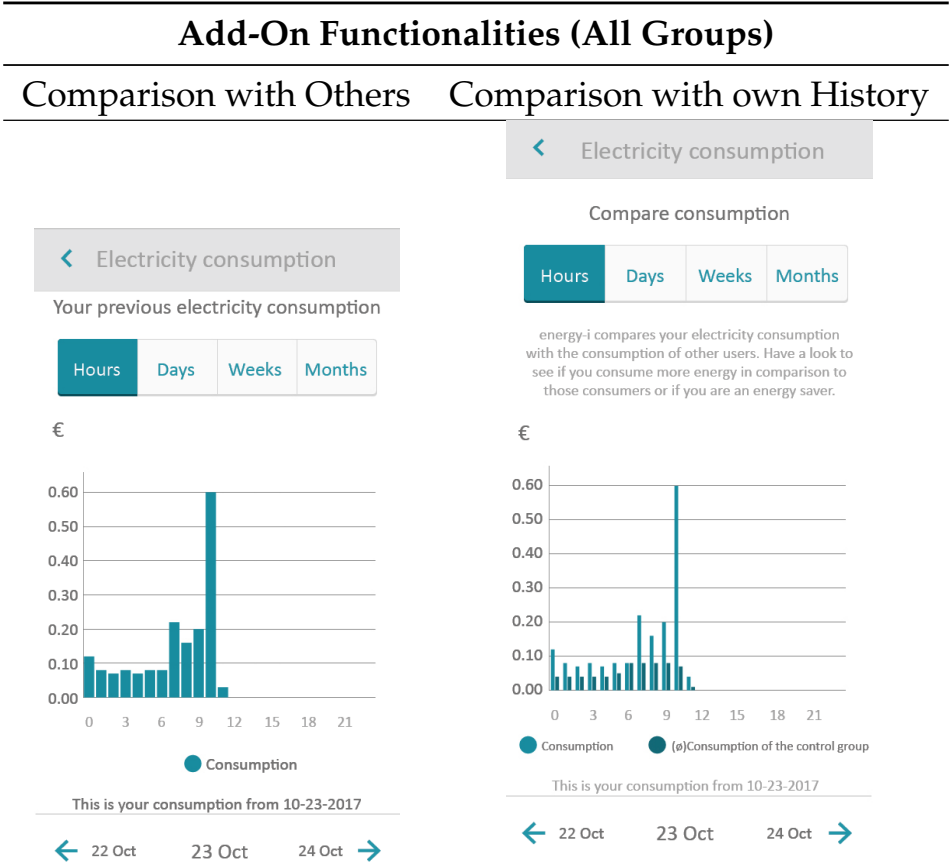 Add-On Functionalities (All Groups)
Comparison with Others
Comparison with own History
Electricity consumption
Your previous electricity consumption
Hours Days Weeks Months
€
0.60
0.50
0.40
0.30
0.20
0.10
0.00
0 3 6 9 12 15 18 21
Consumption
This is your consumption from 10-23-2017
22 Oct 23 Oct 24 Oct
Electricity consumption
Compare consumption
Hours Days Weeks Months
energy-i compares your electricity consumption
with the consumption of other users. Have a look to
see if you consume more energy in comparison to
those consumers or if you are an energy saver.
€
0.60
0.50
0.40
0.30
0.20
0.10
0.00
0 3 6 9 12 15 18 21
Consumption (ø)Consumption of the control group
This is your consumption from 10-23-2017
22 Oct 23 Oct 24 Oct